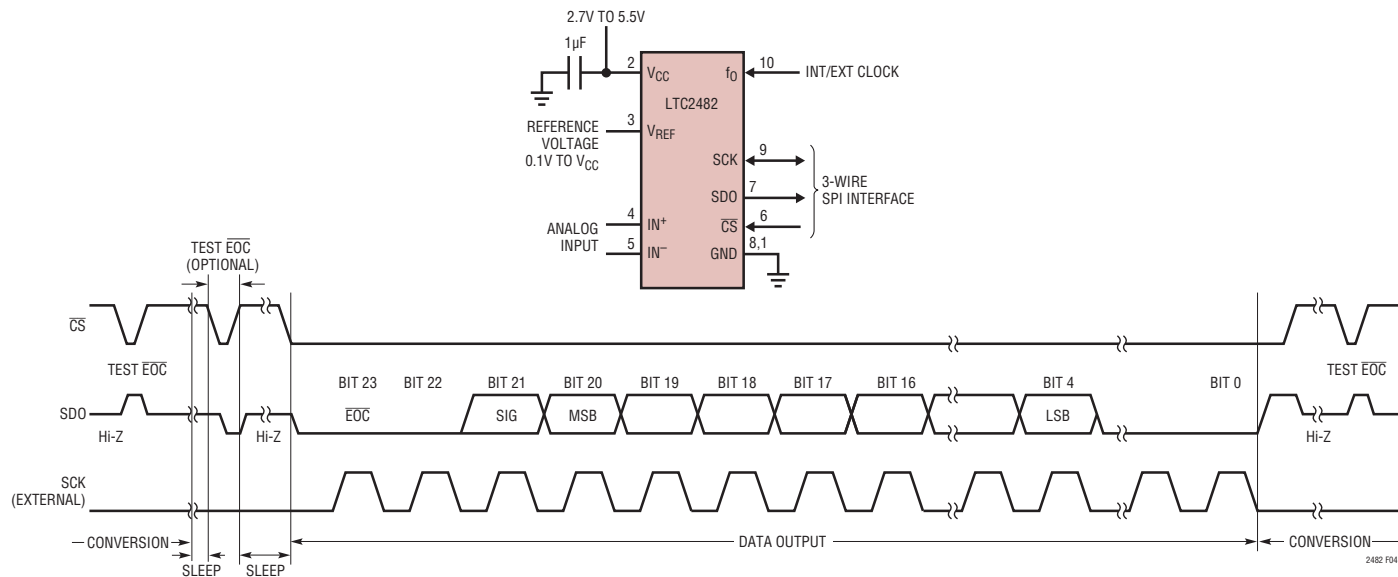 2.7V TO 5.5V
1µF
2
VCC
fO
10
INT/EXT CLOCK
LTC2482
REFERENCE
VOLTAGE
0.1V TO VCC
3
VREF
SCK
9
SDO
7
3-WIRE
SPI INTERFACE
ANALOG
INPUT
4
IN+
CS
6
5
IN–
GND
8,1
TEST EOC
(OPTIONAL)
CS
TEST EOC
BIT 23
BIT 22
BIT 21
BIT 20
BIT 19
BIT 18
BIT 17
BIT 16
BIT 4
BIT 0
TEST EOC
SDO
EOC
SIG
MSB
LSB
Hi-Z
Hi-Z
Hi-Z
SCK
(EXTERNAL)
CONVERSION
DATA OUTPUT
CONVERSION
SLEEP
SLEEP
2482 F04